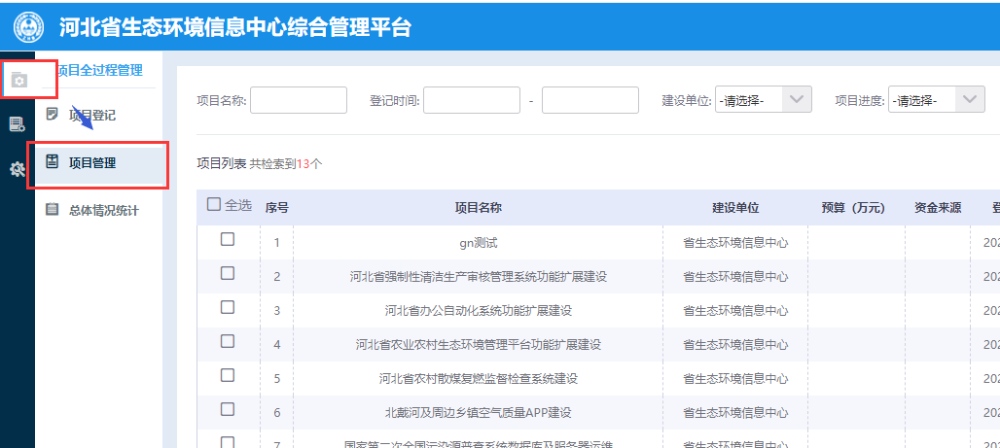 河北省生态环境信息中心综合管理平台
项目全过程管理
项目登记
项目管理
总体情况统计
项目名称:
登记时间: -
建设单位: -请选择-
项目进度: -请选择-
项目列表 共检索到13个
全选 序号 项目名称 建设单位 预算（万元） 资金来源 登
1 gn测试 省生态环境信息中心 202
2 河北省强制性清洁生产审核管理系统功能扩展建设 省生态环境信息中心 202
3 河北省办公自动化系统功能扩展建设 省生态环境信息中心 202
4 河北省农业农村生态环境管理平台功能扩展建设 省生态环境信息中心 202
5 河北省农村散煤复燃监督检查系统建设 省生态环境信息中心 202
6 北戴河及周边乡镇空气质量APP建设 省生态环境信息中心 202
7 国家第二次全国污染源普查系统数据库及服务器运维 省生态环境信息中心 202